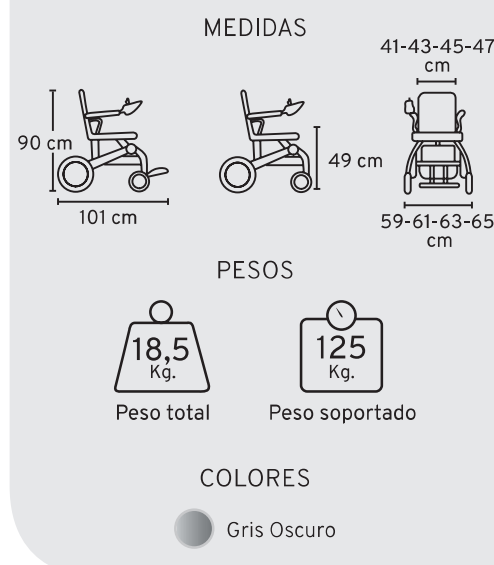 MEDIDAS
41-43-45-47
cm
90 cm
49 cm
101 cm
59-61-63-65
cm
PESOS
18,5
Kg.
125
Kg.
Peso total
Peso soportado
COLORES
Gris Oscuro